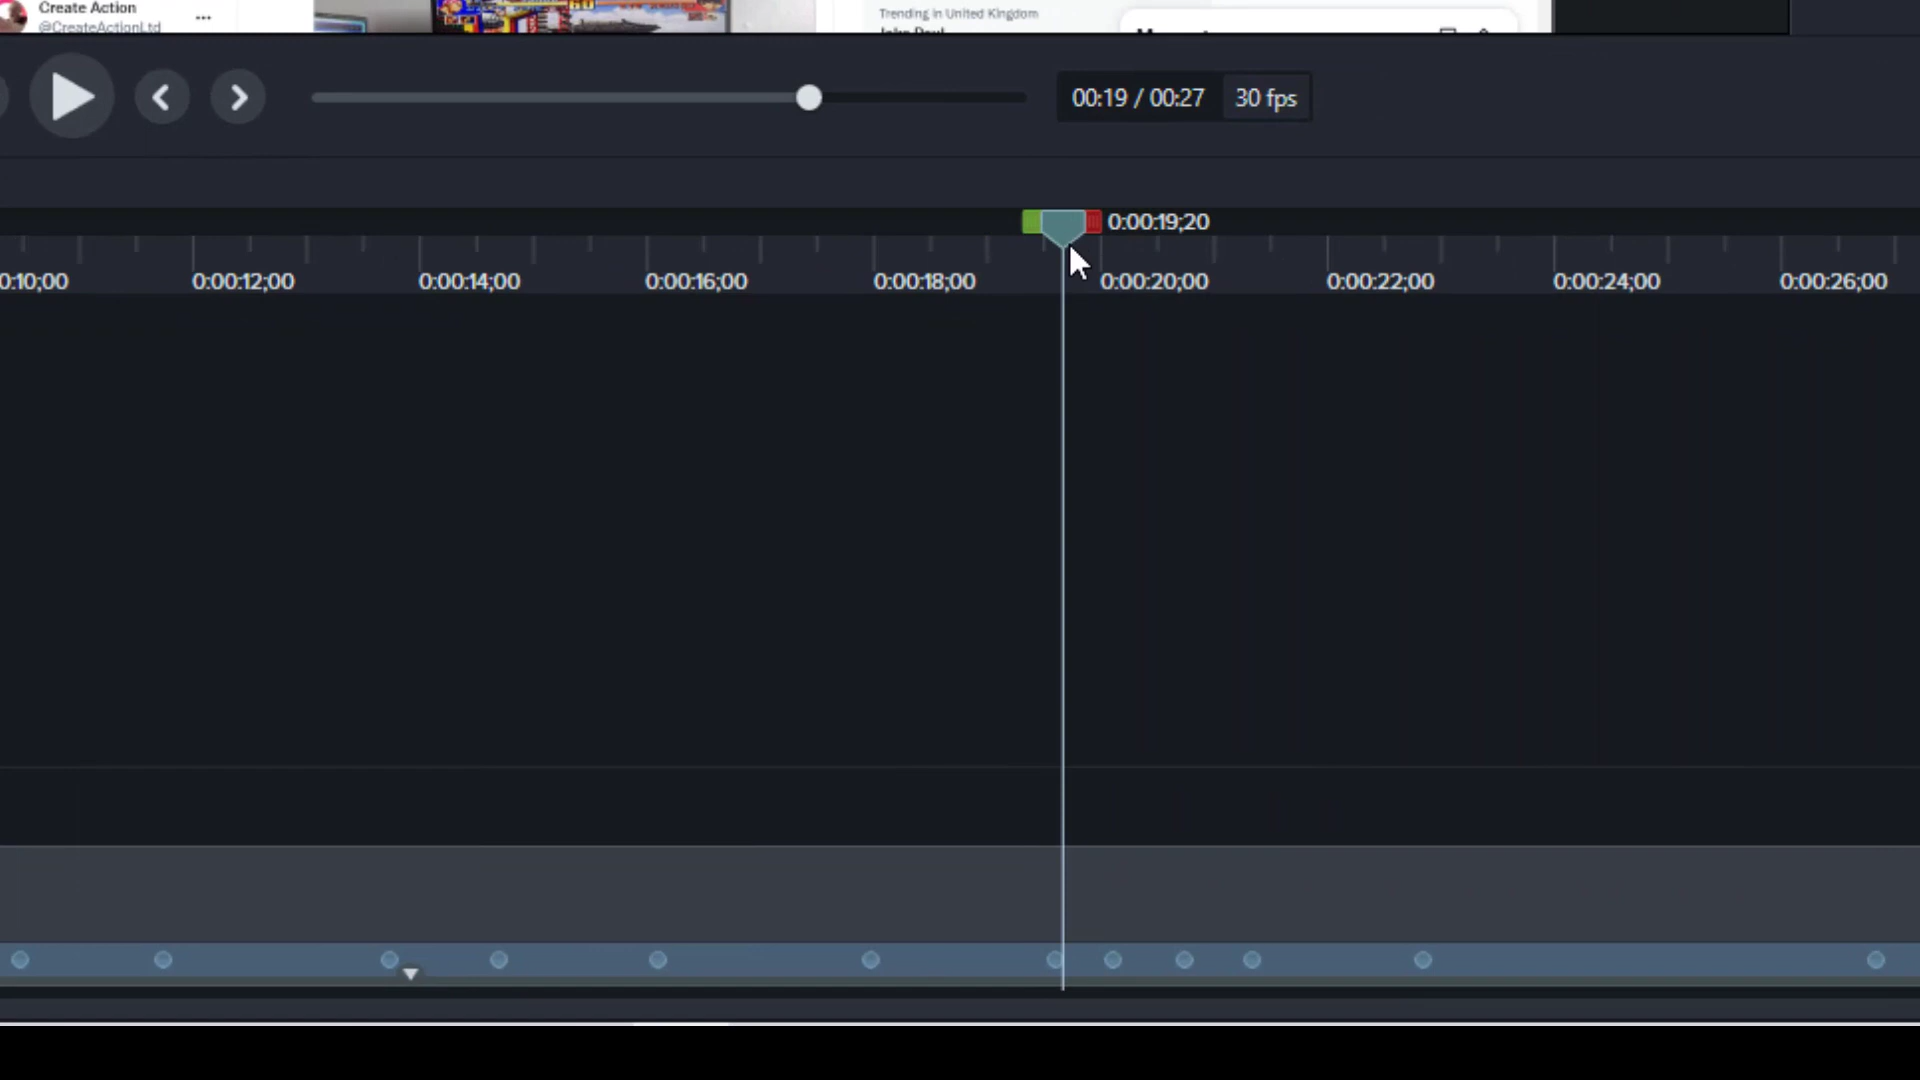 Create Action
@CreateActionLtd
Trending in United Kingdom
00:19 / 00:27 30 fps
0:00:19;20
0:10;00 0:00:12;00 0:00:14;00 0:00:16;00 0:00:18;00 0:00:20;00 0:00:22;00 0:00:24;00 0:00:26;00